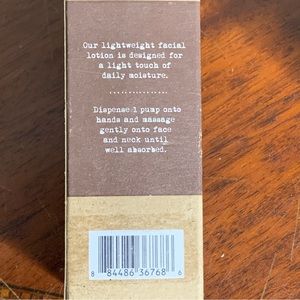 Our lightweight facial
lotion is designed for
a light touch of
daily moisture.
Dispense 1 pump onto
hands and massage
gently onto face
and neck until
well absorbed.
8 84486 36768 6